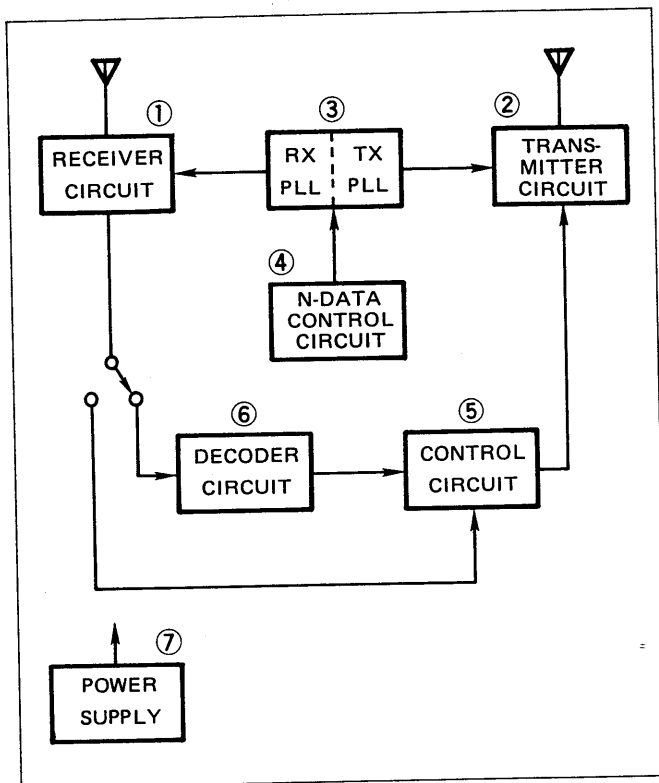 ①
RECEIVER
CIRCUIT
③
RX TX
PLL PLL
②
TRANS-
MITTER
CIRCUIT
④
N-DATA
CONTROL
CIRCUIT
⑥
DECODER
CIRCUIT
⑤
CONTROL
CIRCUIT
⑦
POWER
SUPPLY